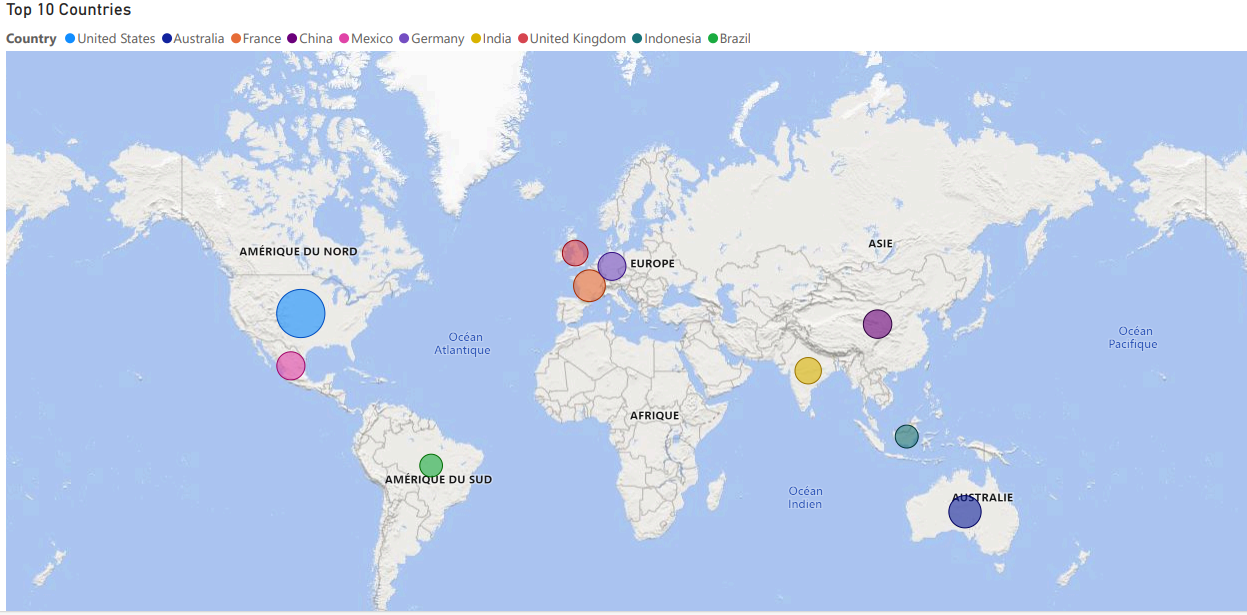 Top 10 Countries
Country United States Australia France China Mexico Germany India United Kingdom Indonesia Brazil
ASIE
AMÉRIQUE DU NORD
EUROPE
Océan
Pacifique
Océan
Atlantique
AFRIQUE
AMÉRIQUE DU SUD
Océan
Indien
AUSTRALIE